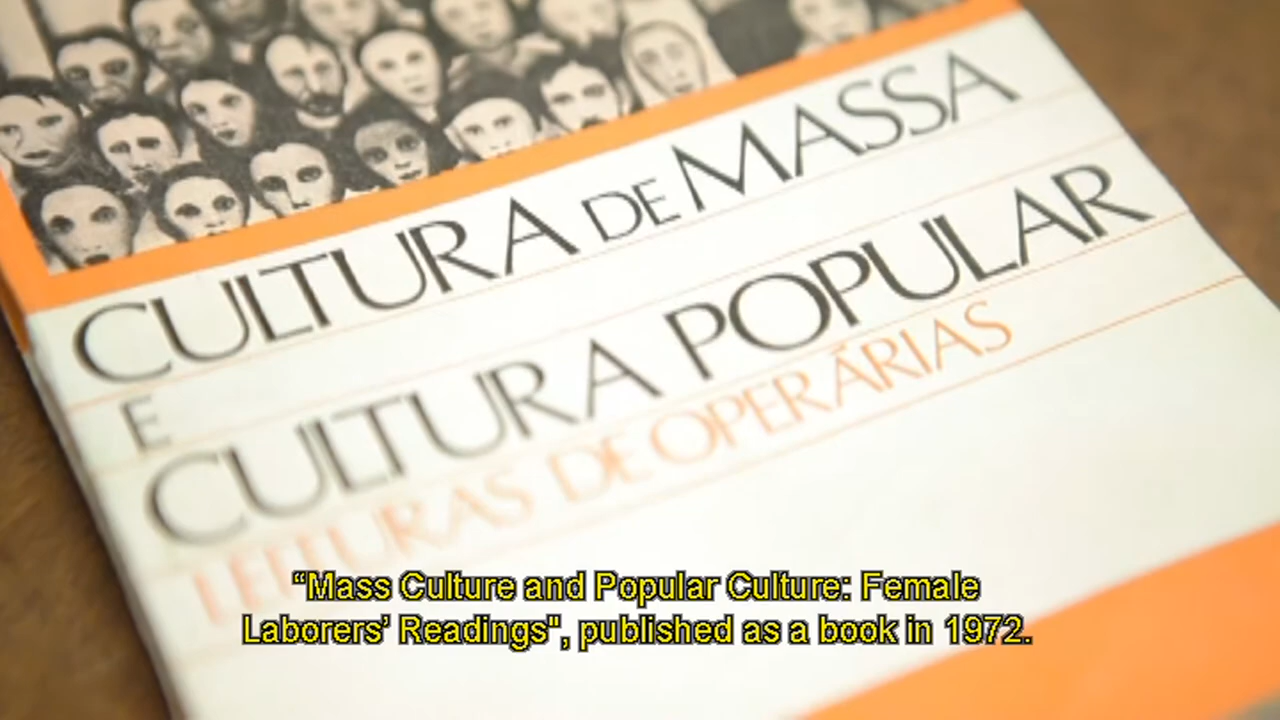 CULTURA DE MASSA
E
CULTURA POPULAR
LEITURAS DE OPERÁRIAS
“Mass Culture and Popular Culture: Female
Laborers’ Readings", published as a book in 1972.